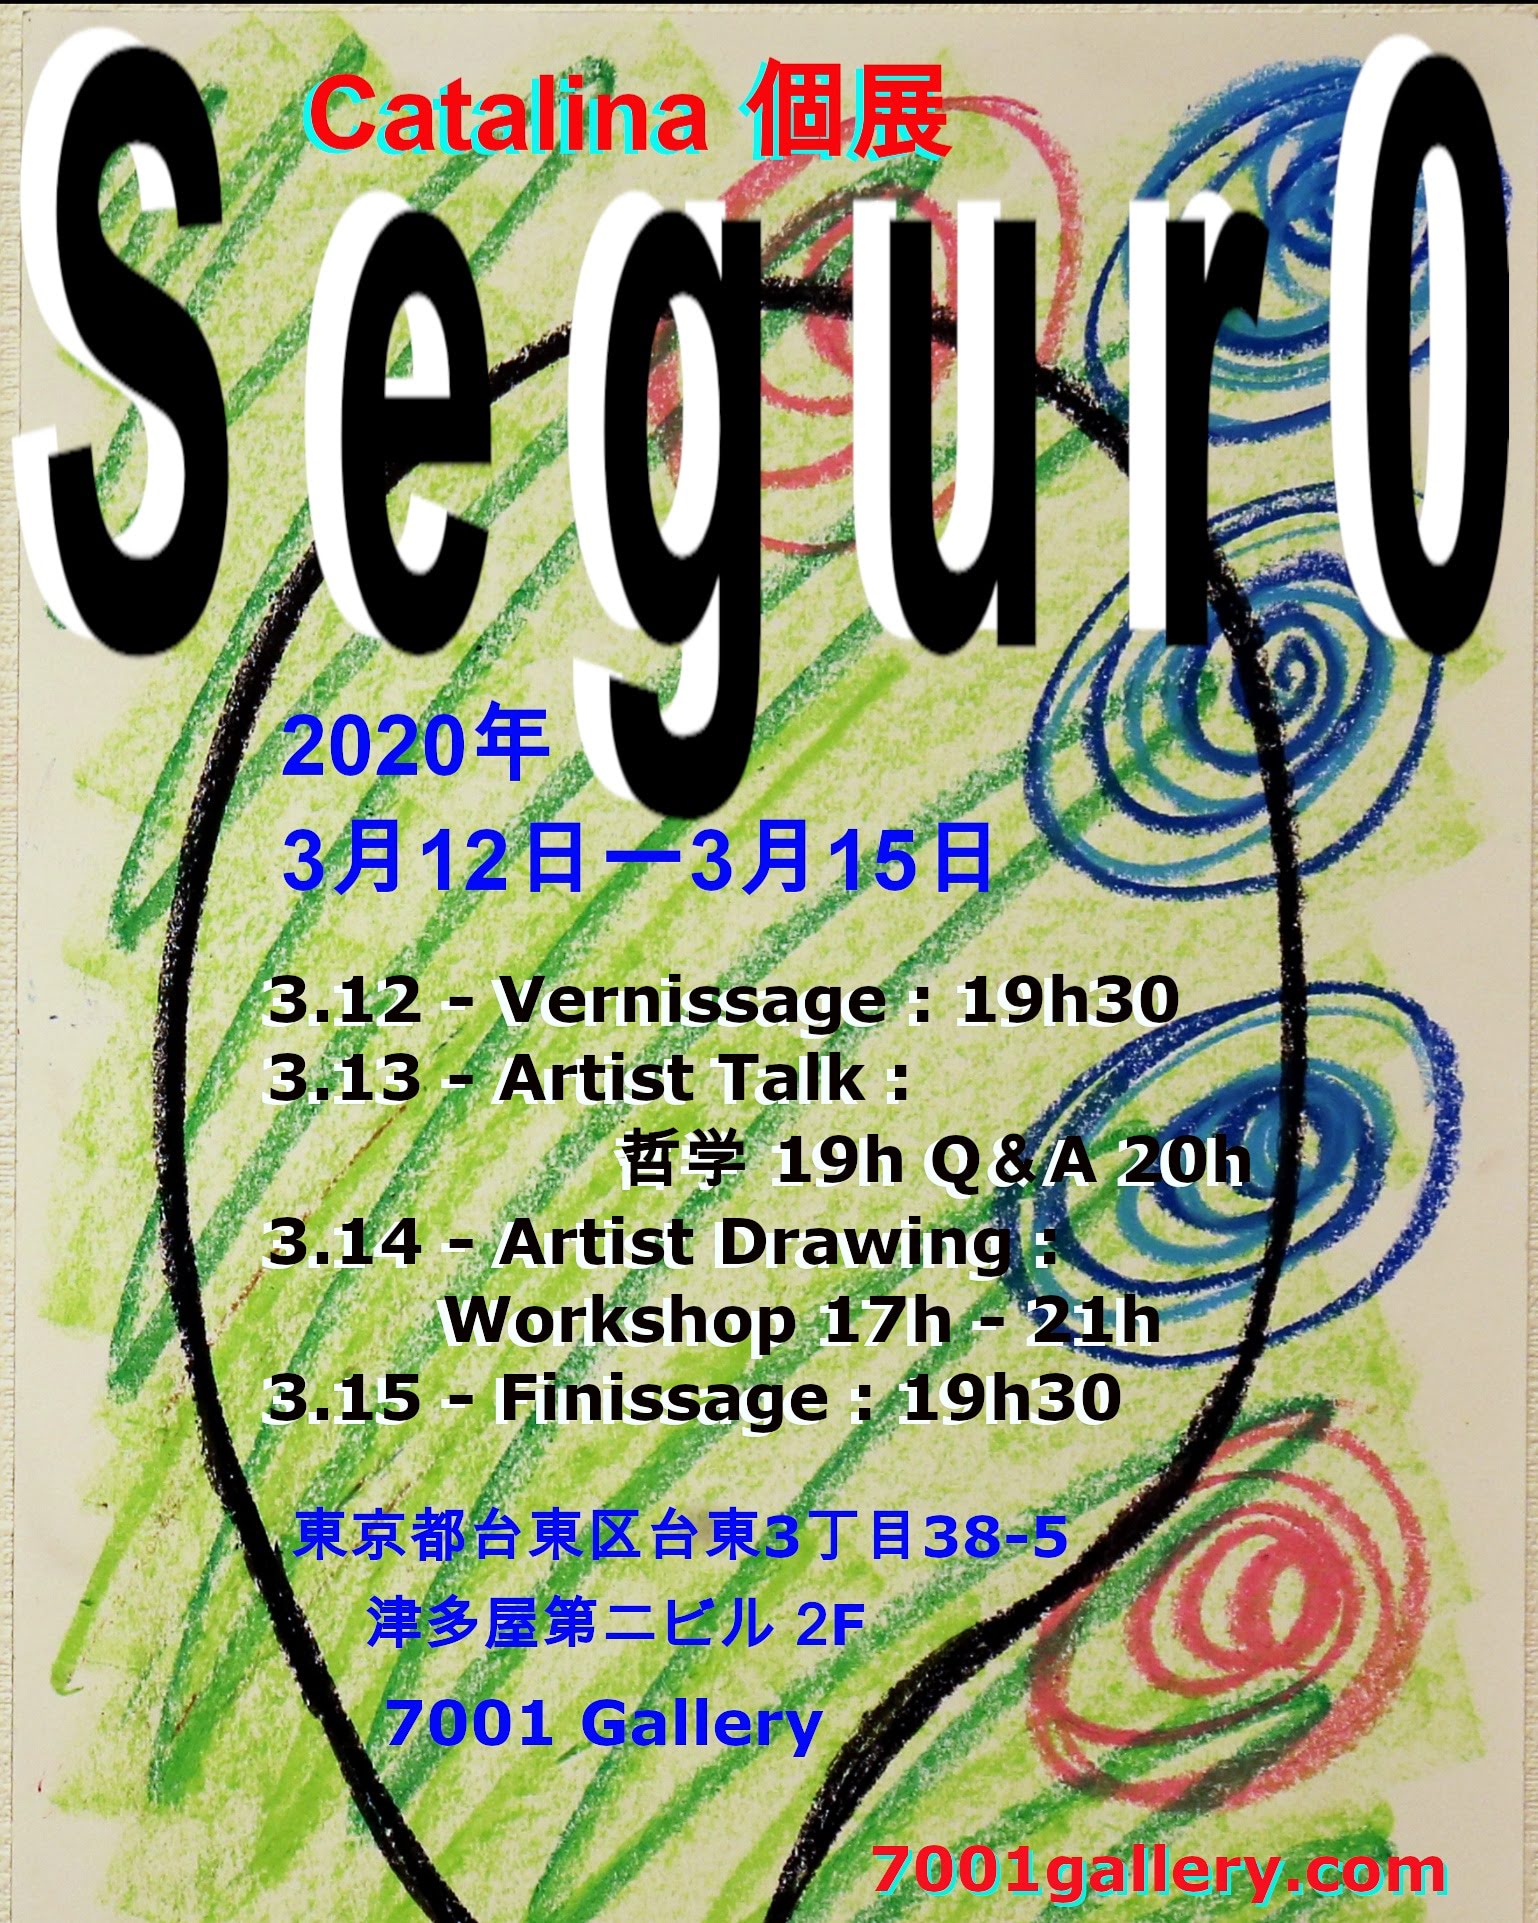 Catalina 個展
SegurO
2020年
3月12日ー3月15日
3.12 - Vernissage : 19h30
3.13 - Artist Talk :
哲学 19h Q&A 20h
3.14 - Artist Drawing :
Workshop 17h - 21h
3.15 - Finissage : 19h30
東京都台東区台東3丁目38-5
津多屋第二ビル 2F
7001 Gallery
7001gallery.com